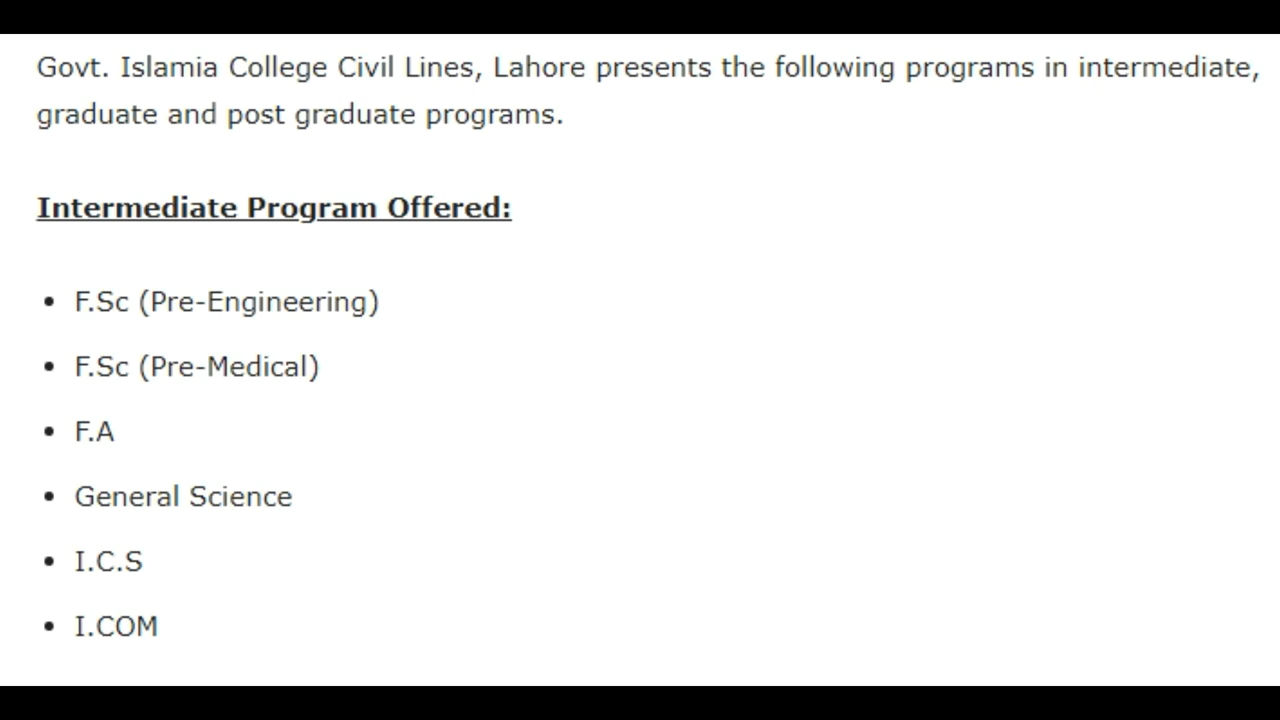 Govt. Islamia College Civil Lines, Lahore presents the following programs in intermediate,
graduate and post graduate programs.
Intermediate Program Offered:
• F.Sc (Pre-Engineering)
• F.Sc (Pre-Medical)
• F.A
• General Science
• I.C.S
• I.COM